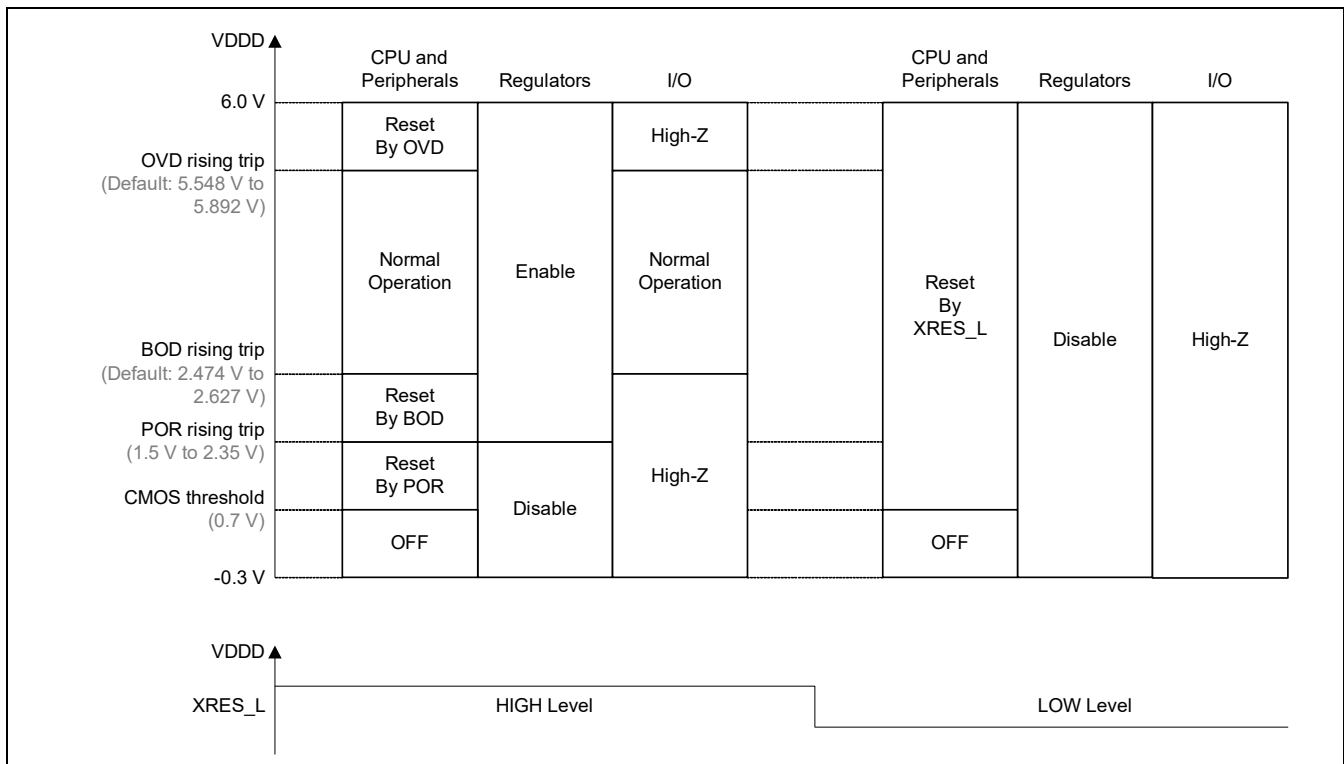 VDDD
CPU and
Peripherals
Regulators
I/O
CPU and
Peripherals
Regulators
I/O
6.0 V
Reset
By OVD
High-Z
OVD rising trip
(Default: 5.548 V to
5.892 V)
Normal
Operation
Enable
Normal
Operation
Reset
By
XRES_L
Disable
High-Z
BOD rising trip
(Default: 2.474 V to
2.627 V)
Reset
By BOD
POR rising trip
(1.5 V to 2.35 V)
Reset
By POR
High-Z
CMOS threshold
(0.7 V)
Disable
OFF
OFF
-0.3 V
VDDD
XRES_L
HIGH Level
LOW Level